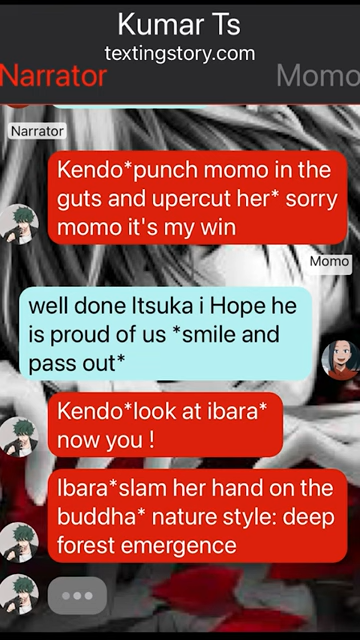 Kumar Ts
textingstory.com
Narrator
Momo
Narrator
Kendo*punch momo in the
guts and upercut her* sorry
momo it's my win
Momo
well done Itsuka i Hope he
is proud of us *smile and
pass out*
Kendo*look at ibara*
now you !
Ibara*slam her hand on the
buddha* nature style: deep
forest emergence